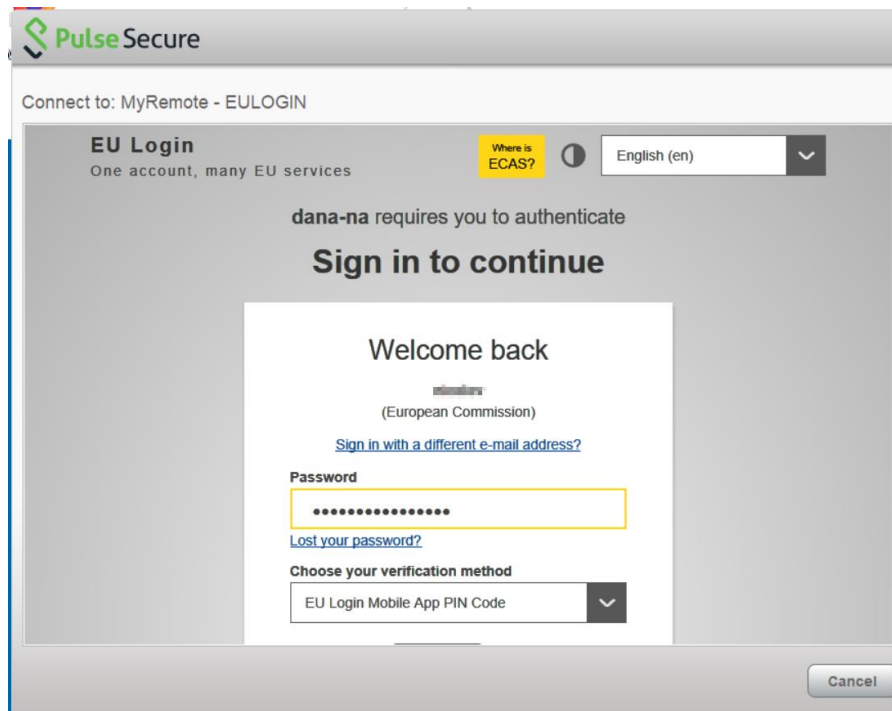 Pulse Secure
Connect to: MyRemote - EULOGIN
EU Login
One account, many EU services
Where is
ECAS?
English (en)
dana-na requires you to authenticate
Sign in to continue
Welcome back
(European Commission)
Sign in with a different e-mail address?
Password
••••••••••••••••
Lost your password?
Choose your verification method
EU Login Mobile App PIN Code
Cancel